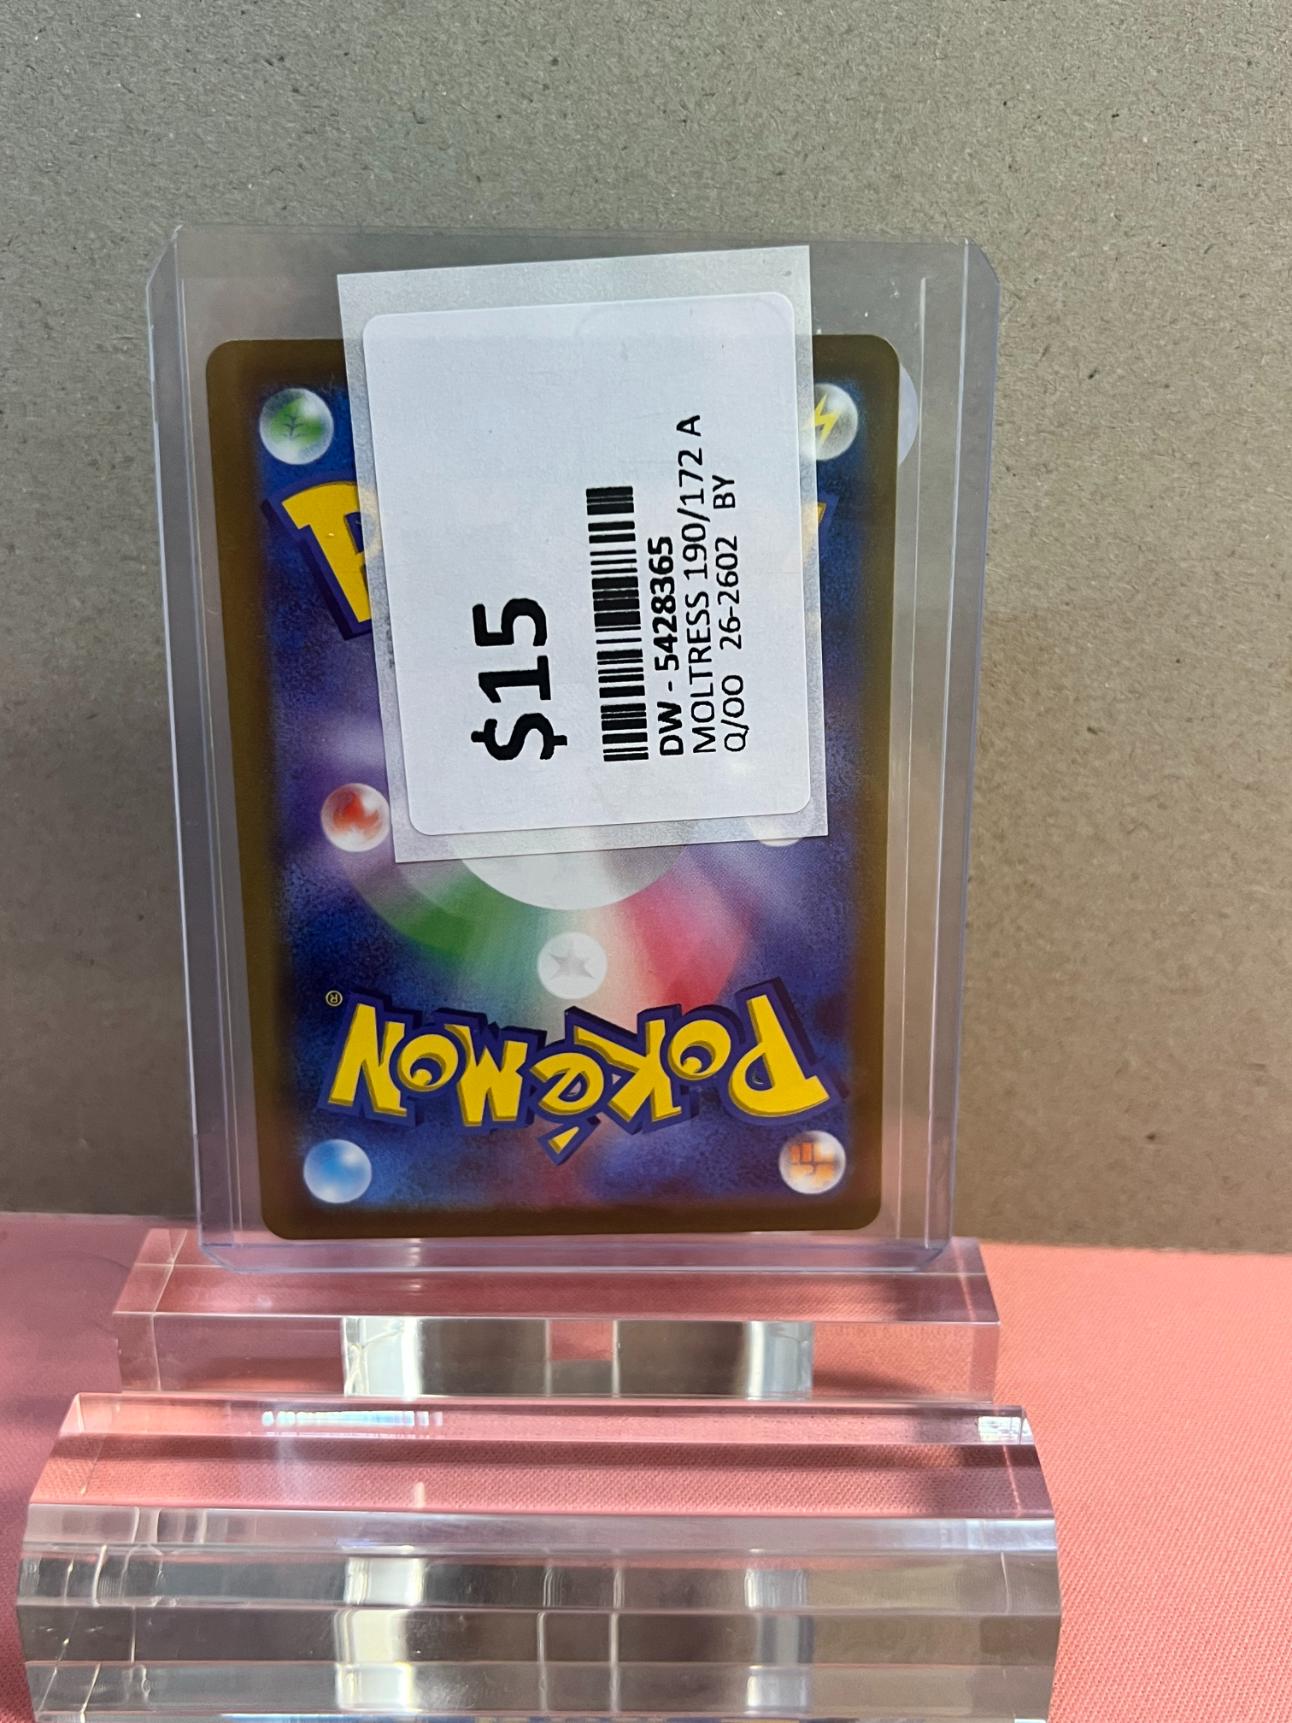 $15
DW - 5428365
MOLTRESS 190/172 A
Q/OO 26-2602 BY
P
POKéMON®